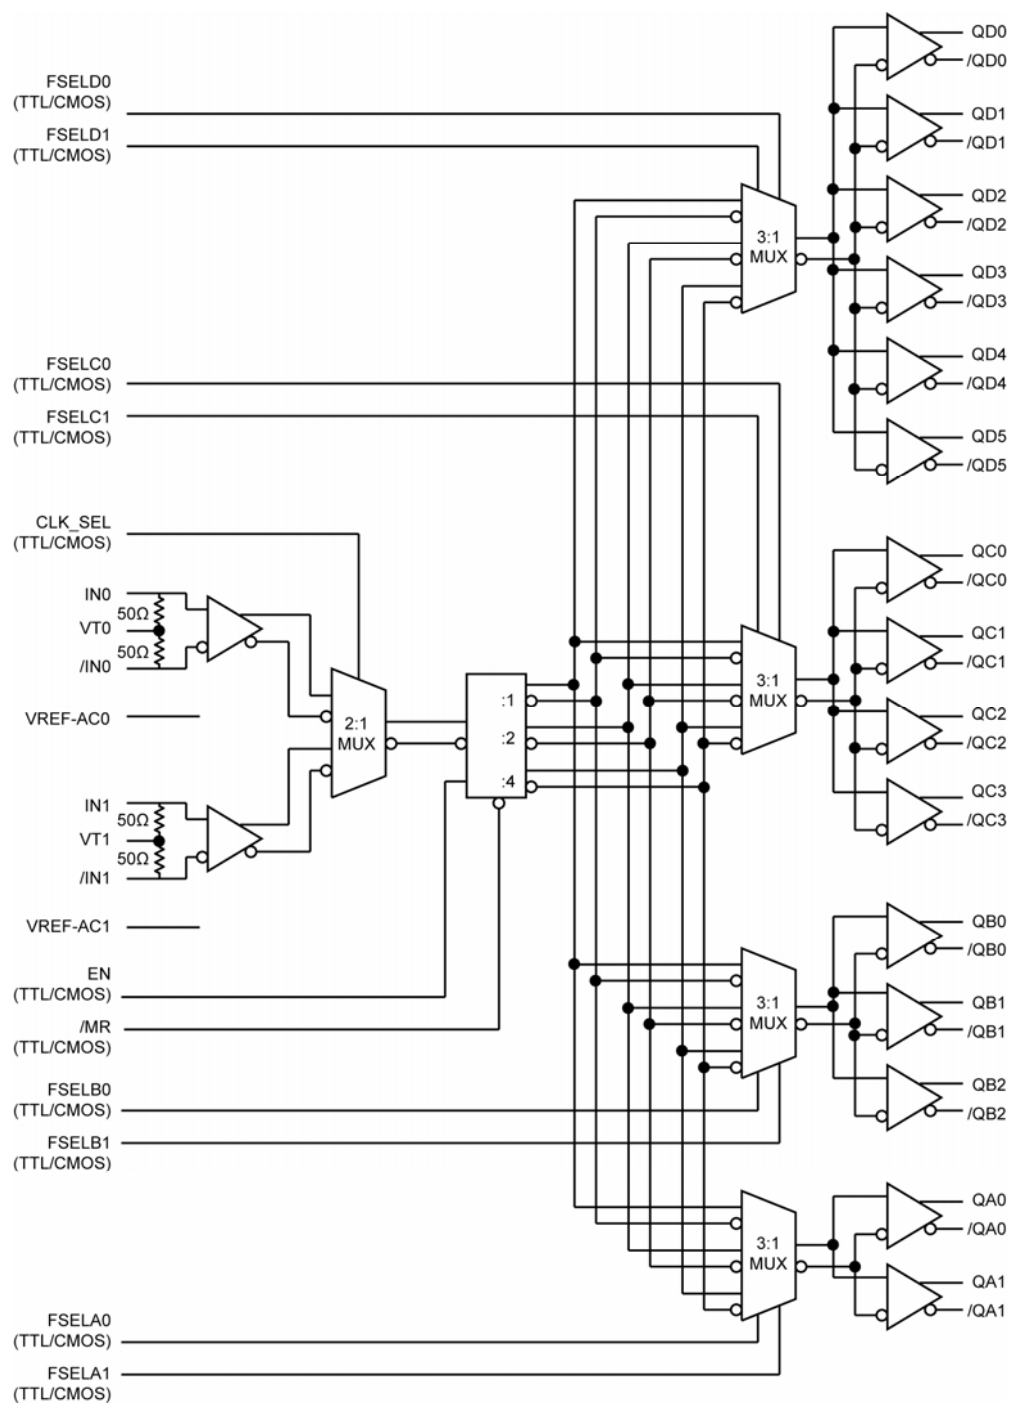 QD0
/QD0
FSELD0
(TTL/CMOS)
QD1
FSELD1
/QD1
(TTL/CMOS)
QD2
/QD2
3:1
MUX
QD3
/QD3
QD4
FSELC0
(TTL/CMOS)
/QD4
FSELC1
(TTL/CMOS)
QD5
/QD5
CLK_SEL
(TTL/CMOS)
QC0
/QC0
IN0
50Ω
VT0
50Ω
/IN0
QC1
/QC1
3:1
MUX
VREF-AC0
:1
2:1
MUX
:2
:4
QC2
/QC2
IN1
50Ω
VT1
50Ω
/IN1
QC3
/QC3
VREF-AC1
QB0
/QB0
EN
(TTL/CMOS)
3:1
MUX
QB1
/QB1
/MR
(TTL/CMOS)
FSELB0
(TTL/CMOS)
QB2
/QB2
FSELB1
(TTL/CMOS)
QA0
/QA0
3:1
MUX
QA1
/QA1
FSELA0
(TTL/CMOS)
FSELA1
(TTL/CMOS)